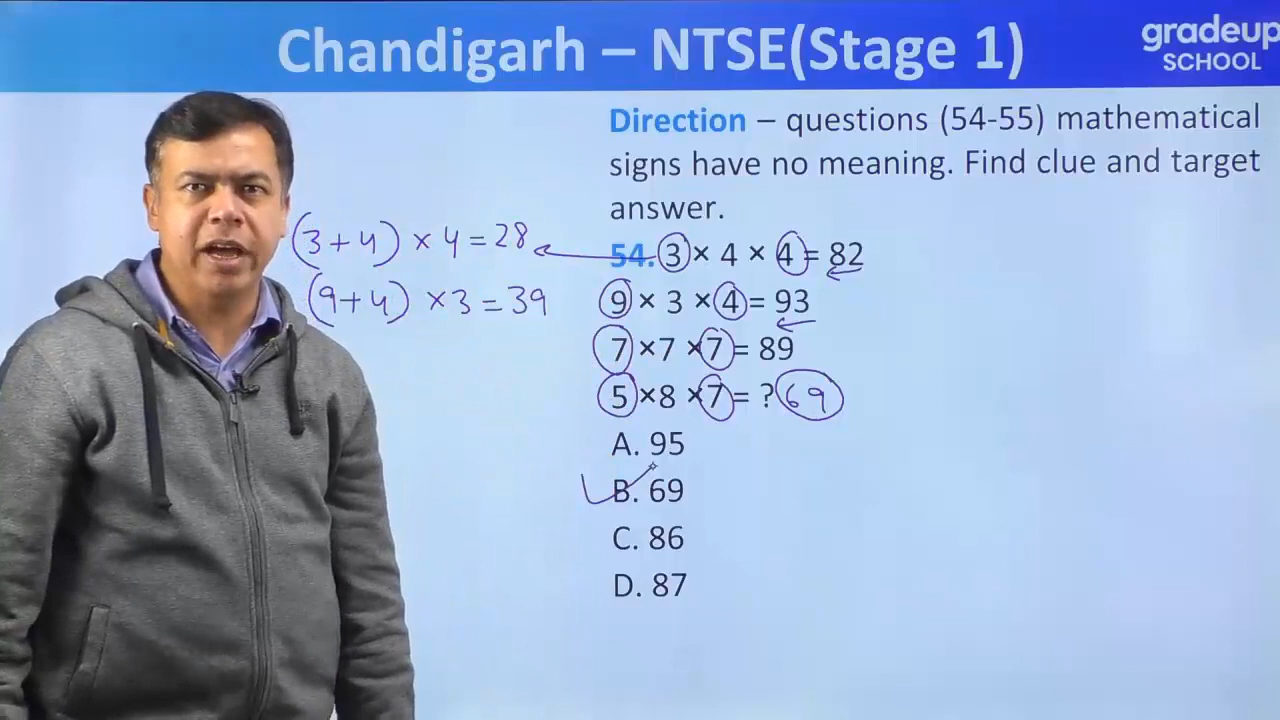 Chandigarh – NTSE(Stage 1)
gradeup
SCHOOL
Direction – questions (54-55) mathematical
signs have no meaning. Find clue and target
answer.
(3+4) × 4 = 28
54. 3 × 4 × 4 = 82
(9+4) × 3 = 39
9 × 3 × 4 = 93
7 ×7 ×7 = 89
5 ×8 ×7 = ? 69
A. 95
B. 69
C. 86
D. 87